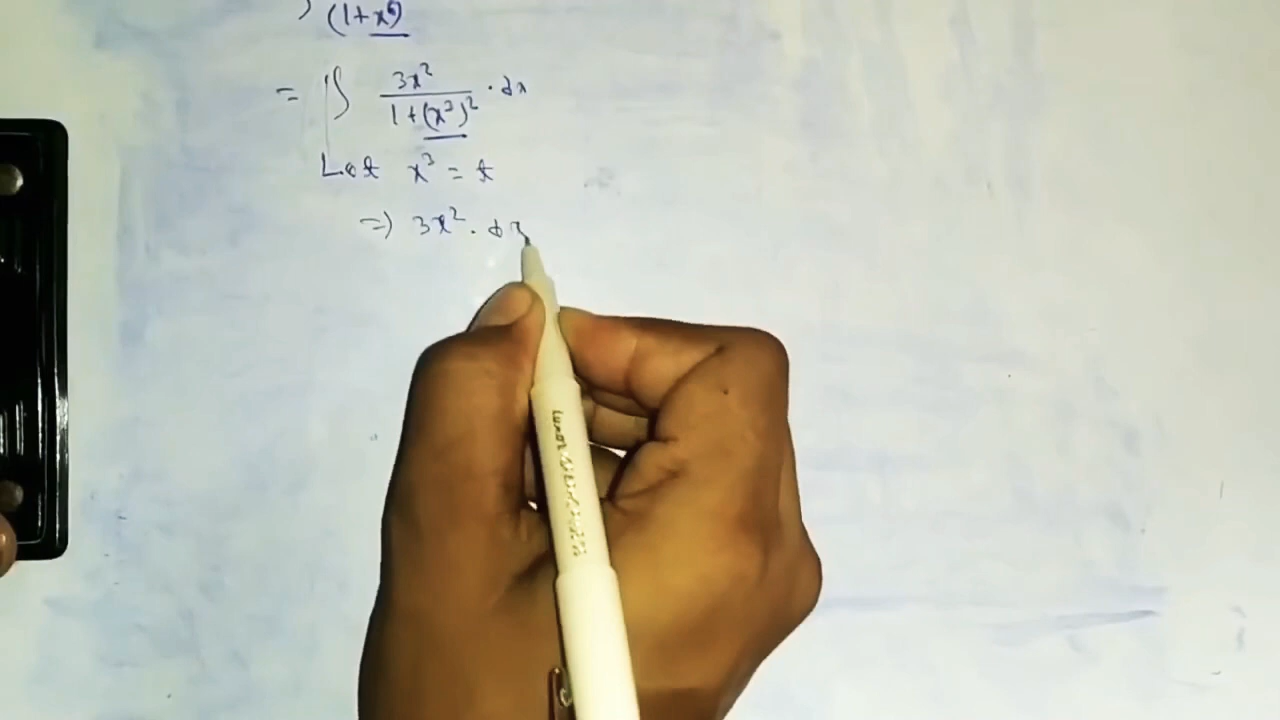 (1+x⁶)
= ∫ 3x²/1+(x³)² · dx
Let x³ = t
=) 3x² . dx